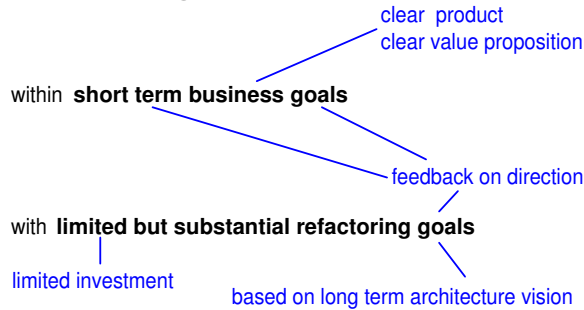 clear product
clear value proposition
within short term business goals
feedback on direction
with limited but substantial refactoring goals
limited investment
based on long term architecture vision